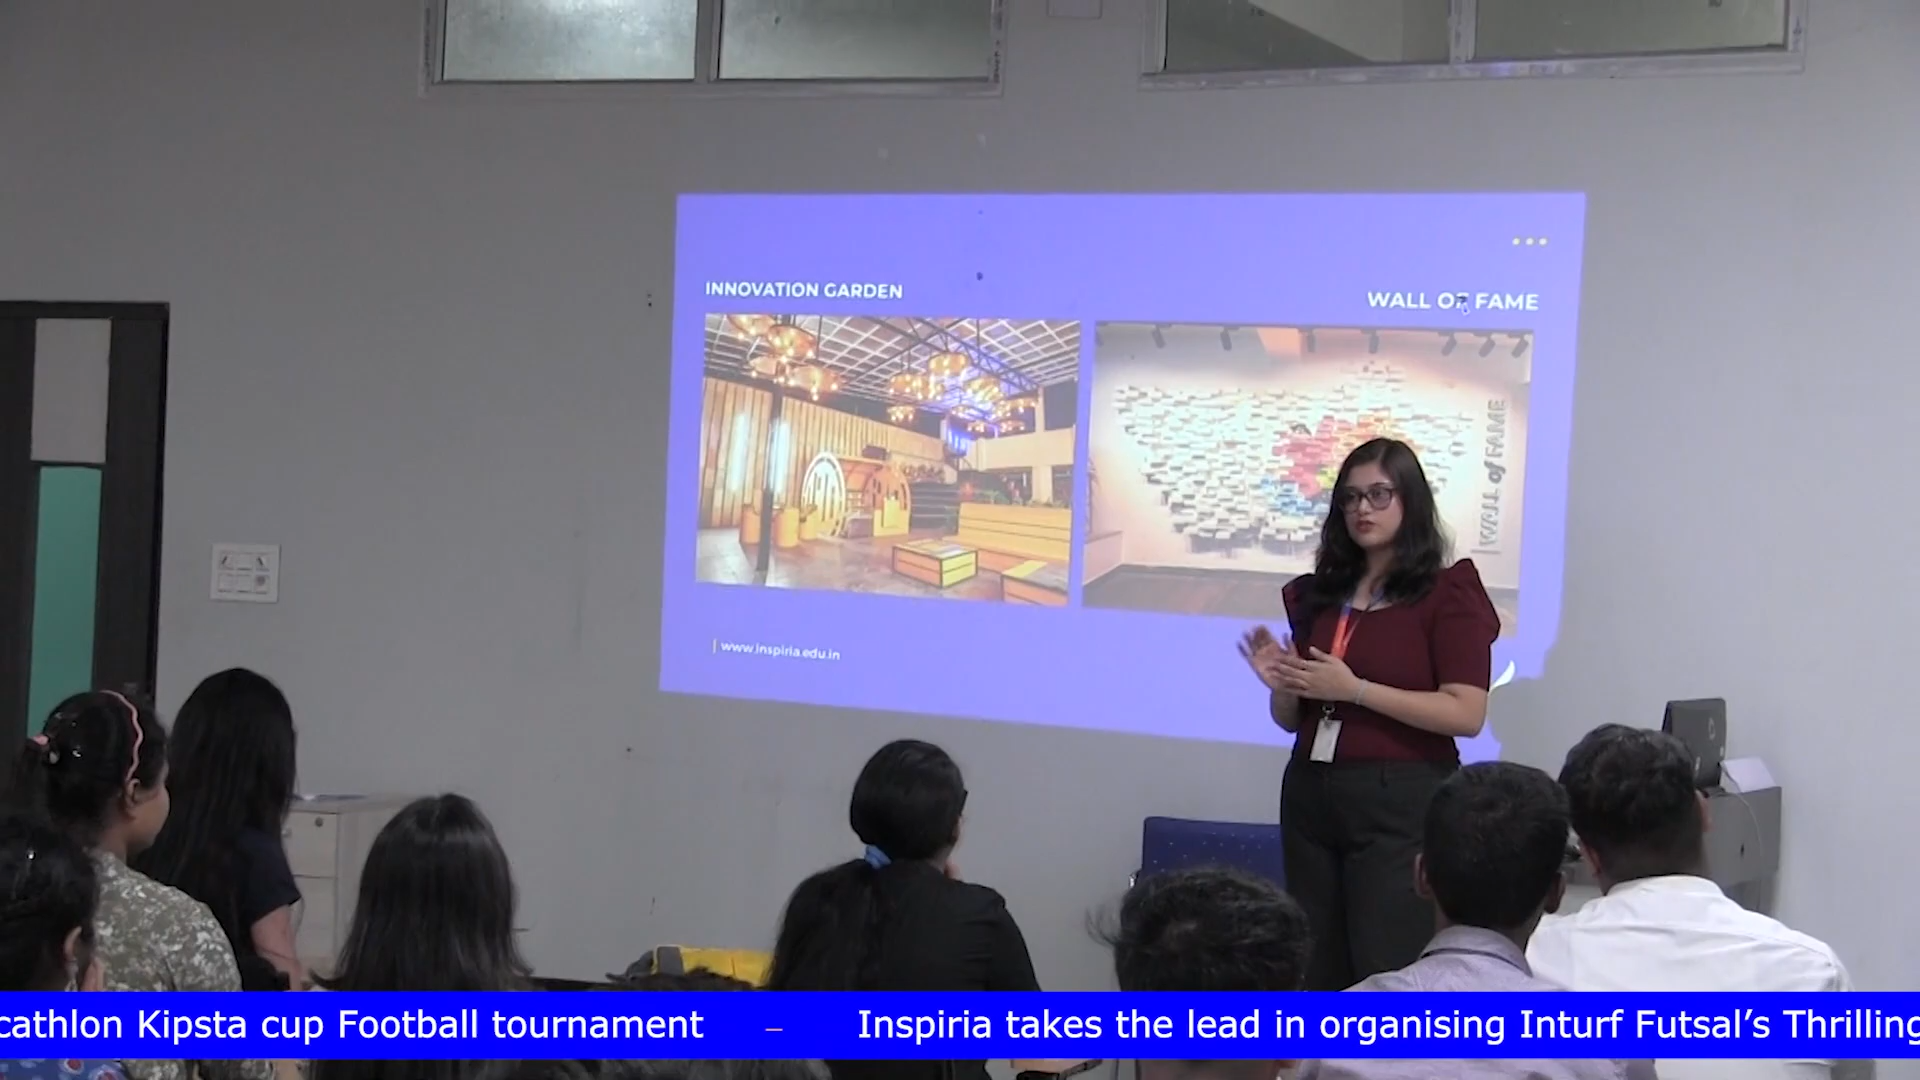 INNOVATION GARDEN
WALL OF FAME
WALL of FAME
| www.inspiria.edu.in
cathlon Kipsta cup Football tournament – Inspiria takes the lead in organising Inturf Futsal’s Thrilling